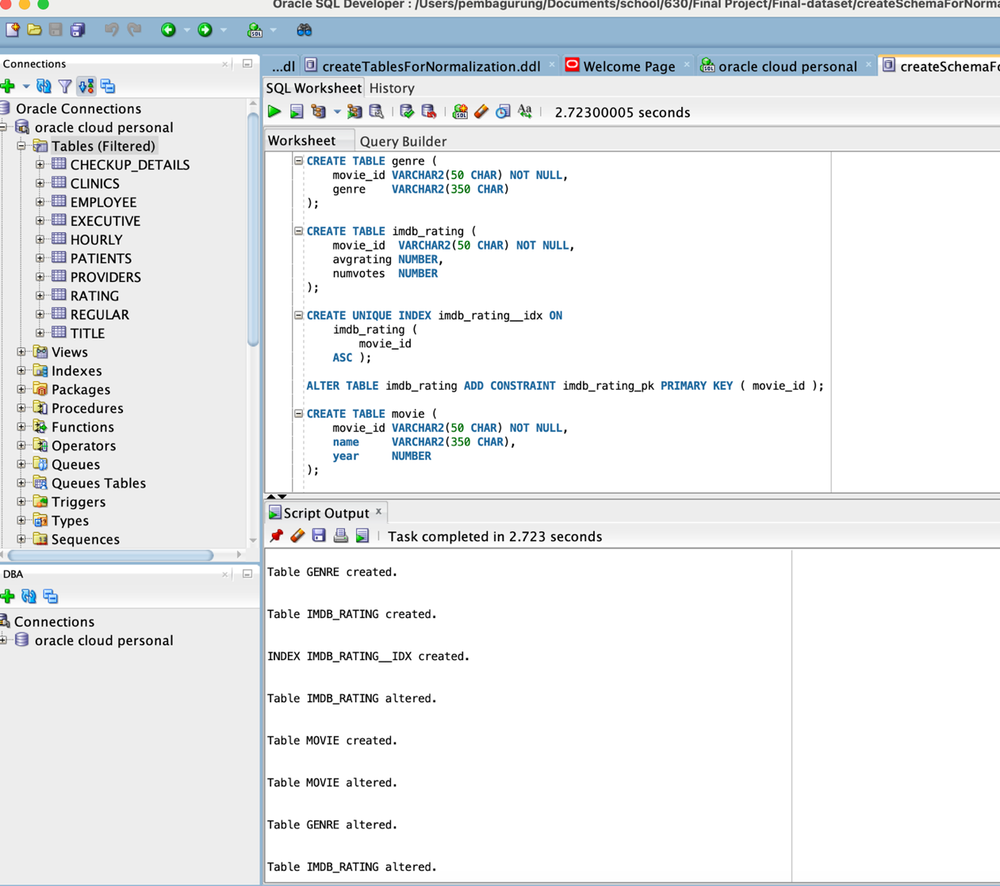 Oracle SQL Developer : /Users/pembagurung/Documents/school/630/Final Project/Final-dataset/createSchemaForNorma
Connections
Oracle Connections
oracle cloud personal
Tables (Filtered)
CHECKUP_DETAILS
CLINICS
EMPLOYEE
EXECUTIVE
HOURLY
PATIENTS
PROVIDERS
RATING
REGULAR
TITLE
Views
Indexes
Packages
Procedures
Functions
Operators
Queues
Queues Tables
Triggers
Types
Sequences
DBA
Connections
oracle cloud personal
...dl createTablesForNormalization.ddl Welcome Page oracle cloud personal createSchemaFo
SQL Worksheet History
2.72300005 seconds
Worksheet Query Builder
CREATE TABLE genre (
movie_id VARCHAR2(50 CHAR) NOT NULL,
genre VARCHAR2(350 CHAR)
);
CREATE TABLE imdb_rating (
movie_id VARCHAR2(50 CHAR) NOT NULL,
avgrating NUMBER,
numvotes NUMBER
);
CREATE UNIQUE INDEX imdb_rating__idx ON
imdb_rating (
movie_id
ASC );
ALTER TABLE imdb_rating ADD CONSTRAINT imdb_rating_pk PRIMARY KEY ( movie_id );
CREATE TABLE movie (
movie_id VARCHAR2(50 CHAR) NOT NULL,
name VARCHAR2(350 CHAR),
year NUMBER
);
Script Output
Task completed in 2.723 seconds
Table GENRE created.
Table IMDB_RATING created.
INDEX IMDB_RATING__IDX created.
Table IMDB_RATING altered.
Table MOVIE created.
Table MOVIE altered.
Table GENRE altered.
Table IMDB_RATING altered.